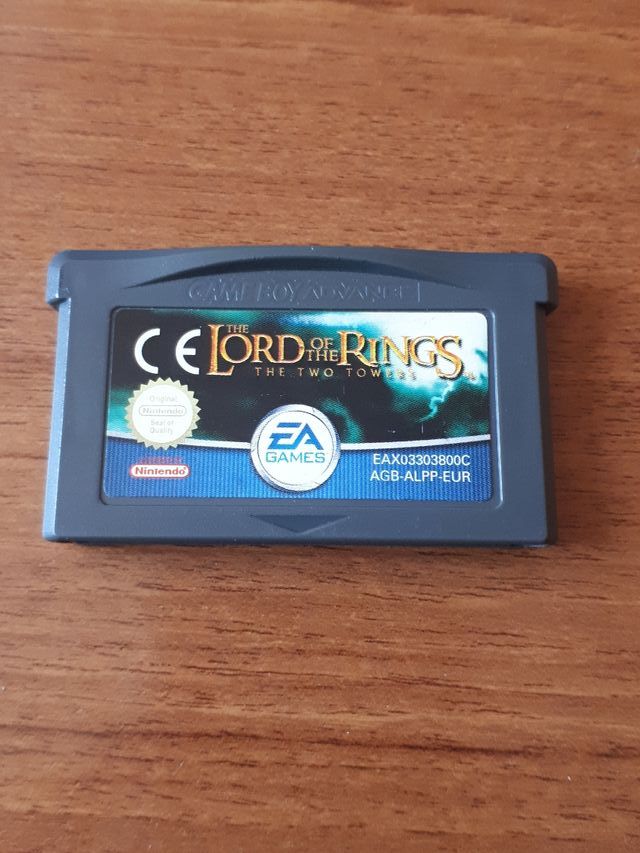 GAME BOY ADVANCE
CE
THE
LORD OF THE RINGS
THE TWO TOWERS
Original
Nintendo
Seal of
Quality
EA
GAMES
Nintendo
EAX03303800C
AGB-ALPP-EUR